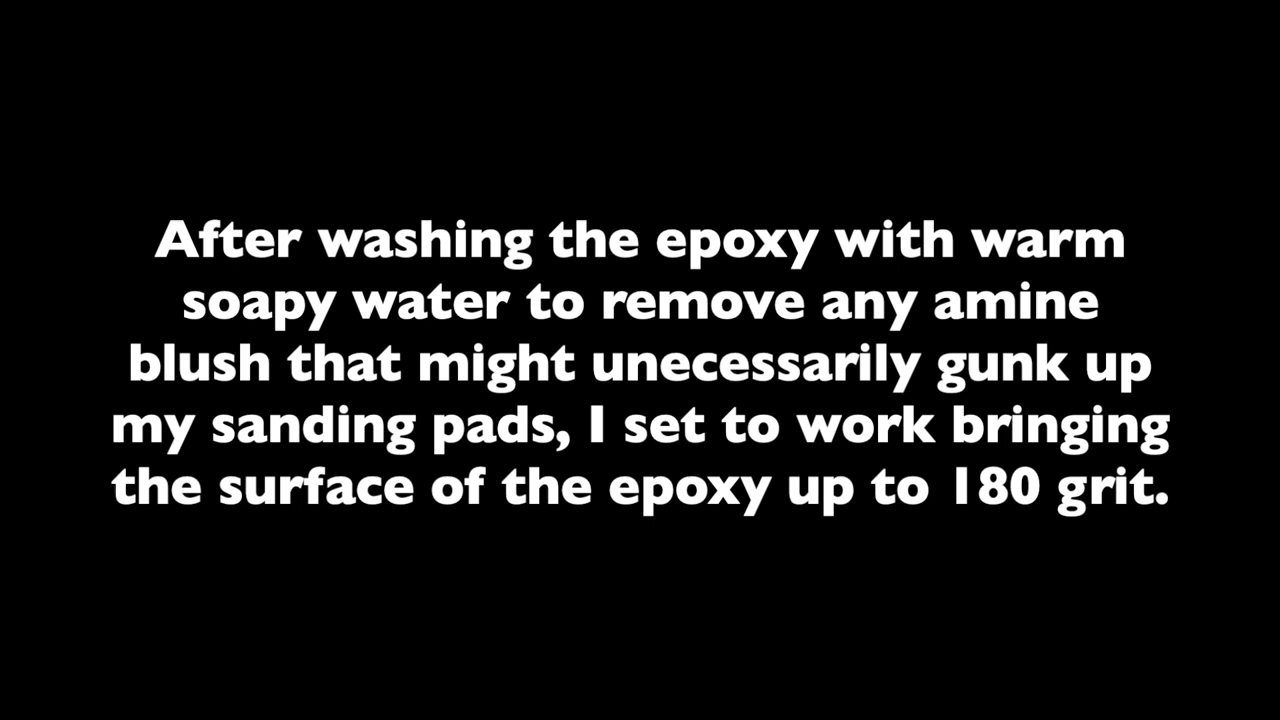 After washing the epoxy with warm
soapy water to remove any amine
blush that might unecessarily gunk up
my sanding pads, I set to work bringing
the surface of the epoxy up to 180 grit.